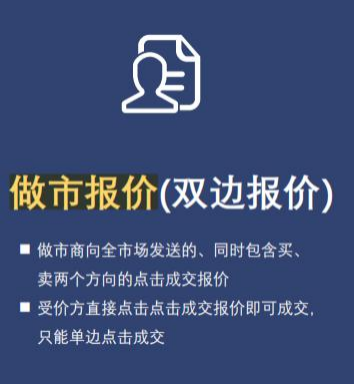 做市报价(双边报价)
■ 做市商向全市场发送的、同时包含买、
卖两个方向的点击成交报价
■ 受价方直接点击点击成交报价即可成交,
只能单边点击成交